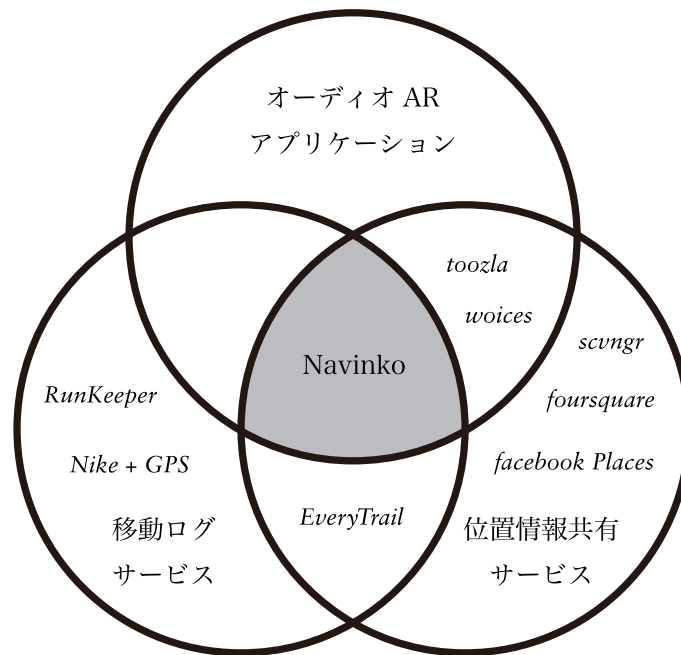 オーディオ AR
アプリケーション
toozla
woices
scvngr
Navinko
RunKeeper
foursquare
Nike + GPS
facebook Places
EveryTrail
移動ログ
サービス
位置情報共有
サービス